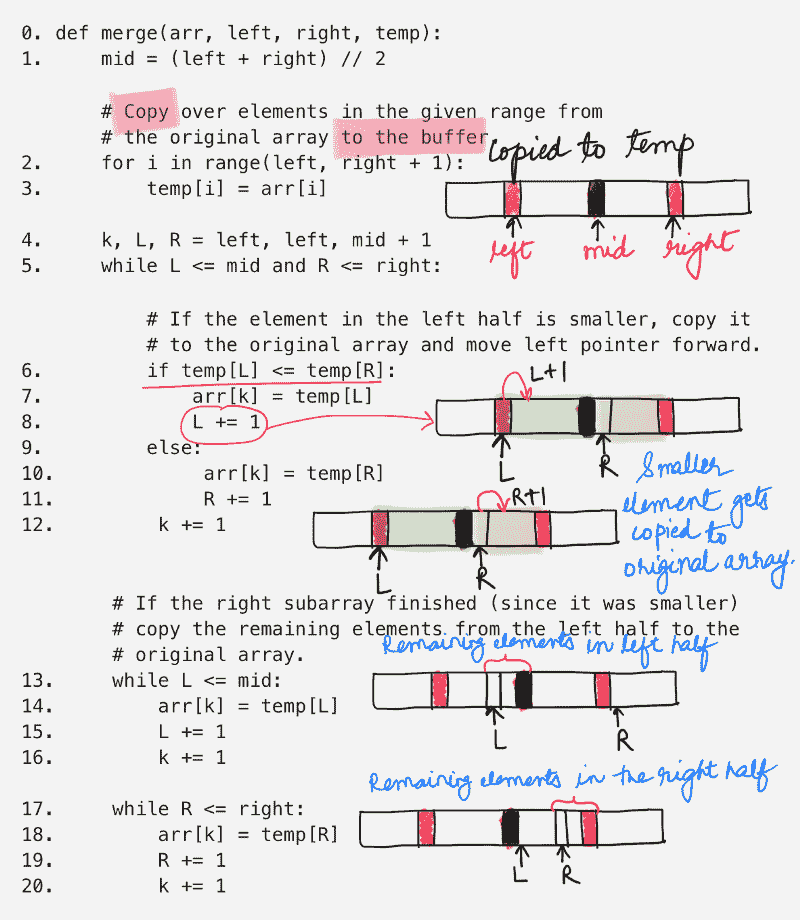 0. def merge(arr, left, right, temp):
1.     mid = (left + right) // 2
# Copy over elements in the given range from
# the original array to the buffer
2.     for i in range(left, right + 1):
copied to temp
3.         temp[i] = arr[i]
4.     k, L, R = left, left, mid + 1
left mid right
5.     while L <= mid and R <= right:
# If the element in the left half is smaller, copy it
# to the original array and move left pointer forward.
6.         if temp[L] <= temp[R]:
L+1
7.             arr[k] = temp[L]
8.             L += 1
9.         else:
L R
10.             arr[k] = temp[R]
11.             R += 1
R+1
12.         k += 1
Smaller
element gets
copied to
original array.
L R
# If the right subarray finished (since it was smaller)
# copy the remaining elements from the left half to the
# original array.
Remaining elements in left half
13.     while L <= mid:
14.         arr[k] = temp[L]
15.         L += 1
L R
16.         k += 1
Remaining elements in the right half
17.     while R <= right:
18.         arr[k] = temp[R]
19.         R += 1
L R
20.         k += 1